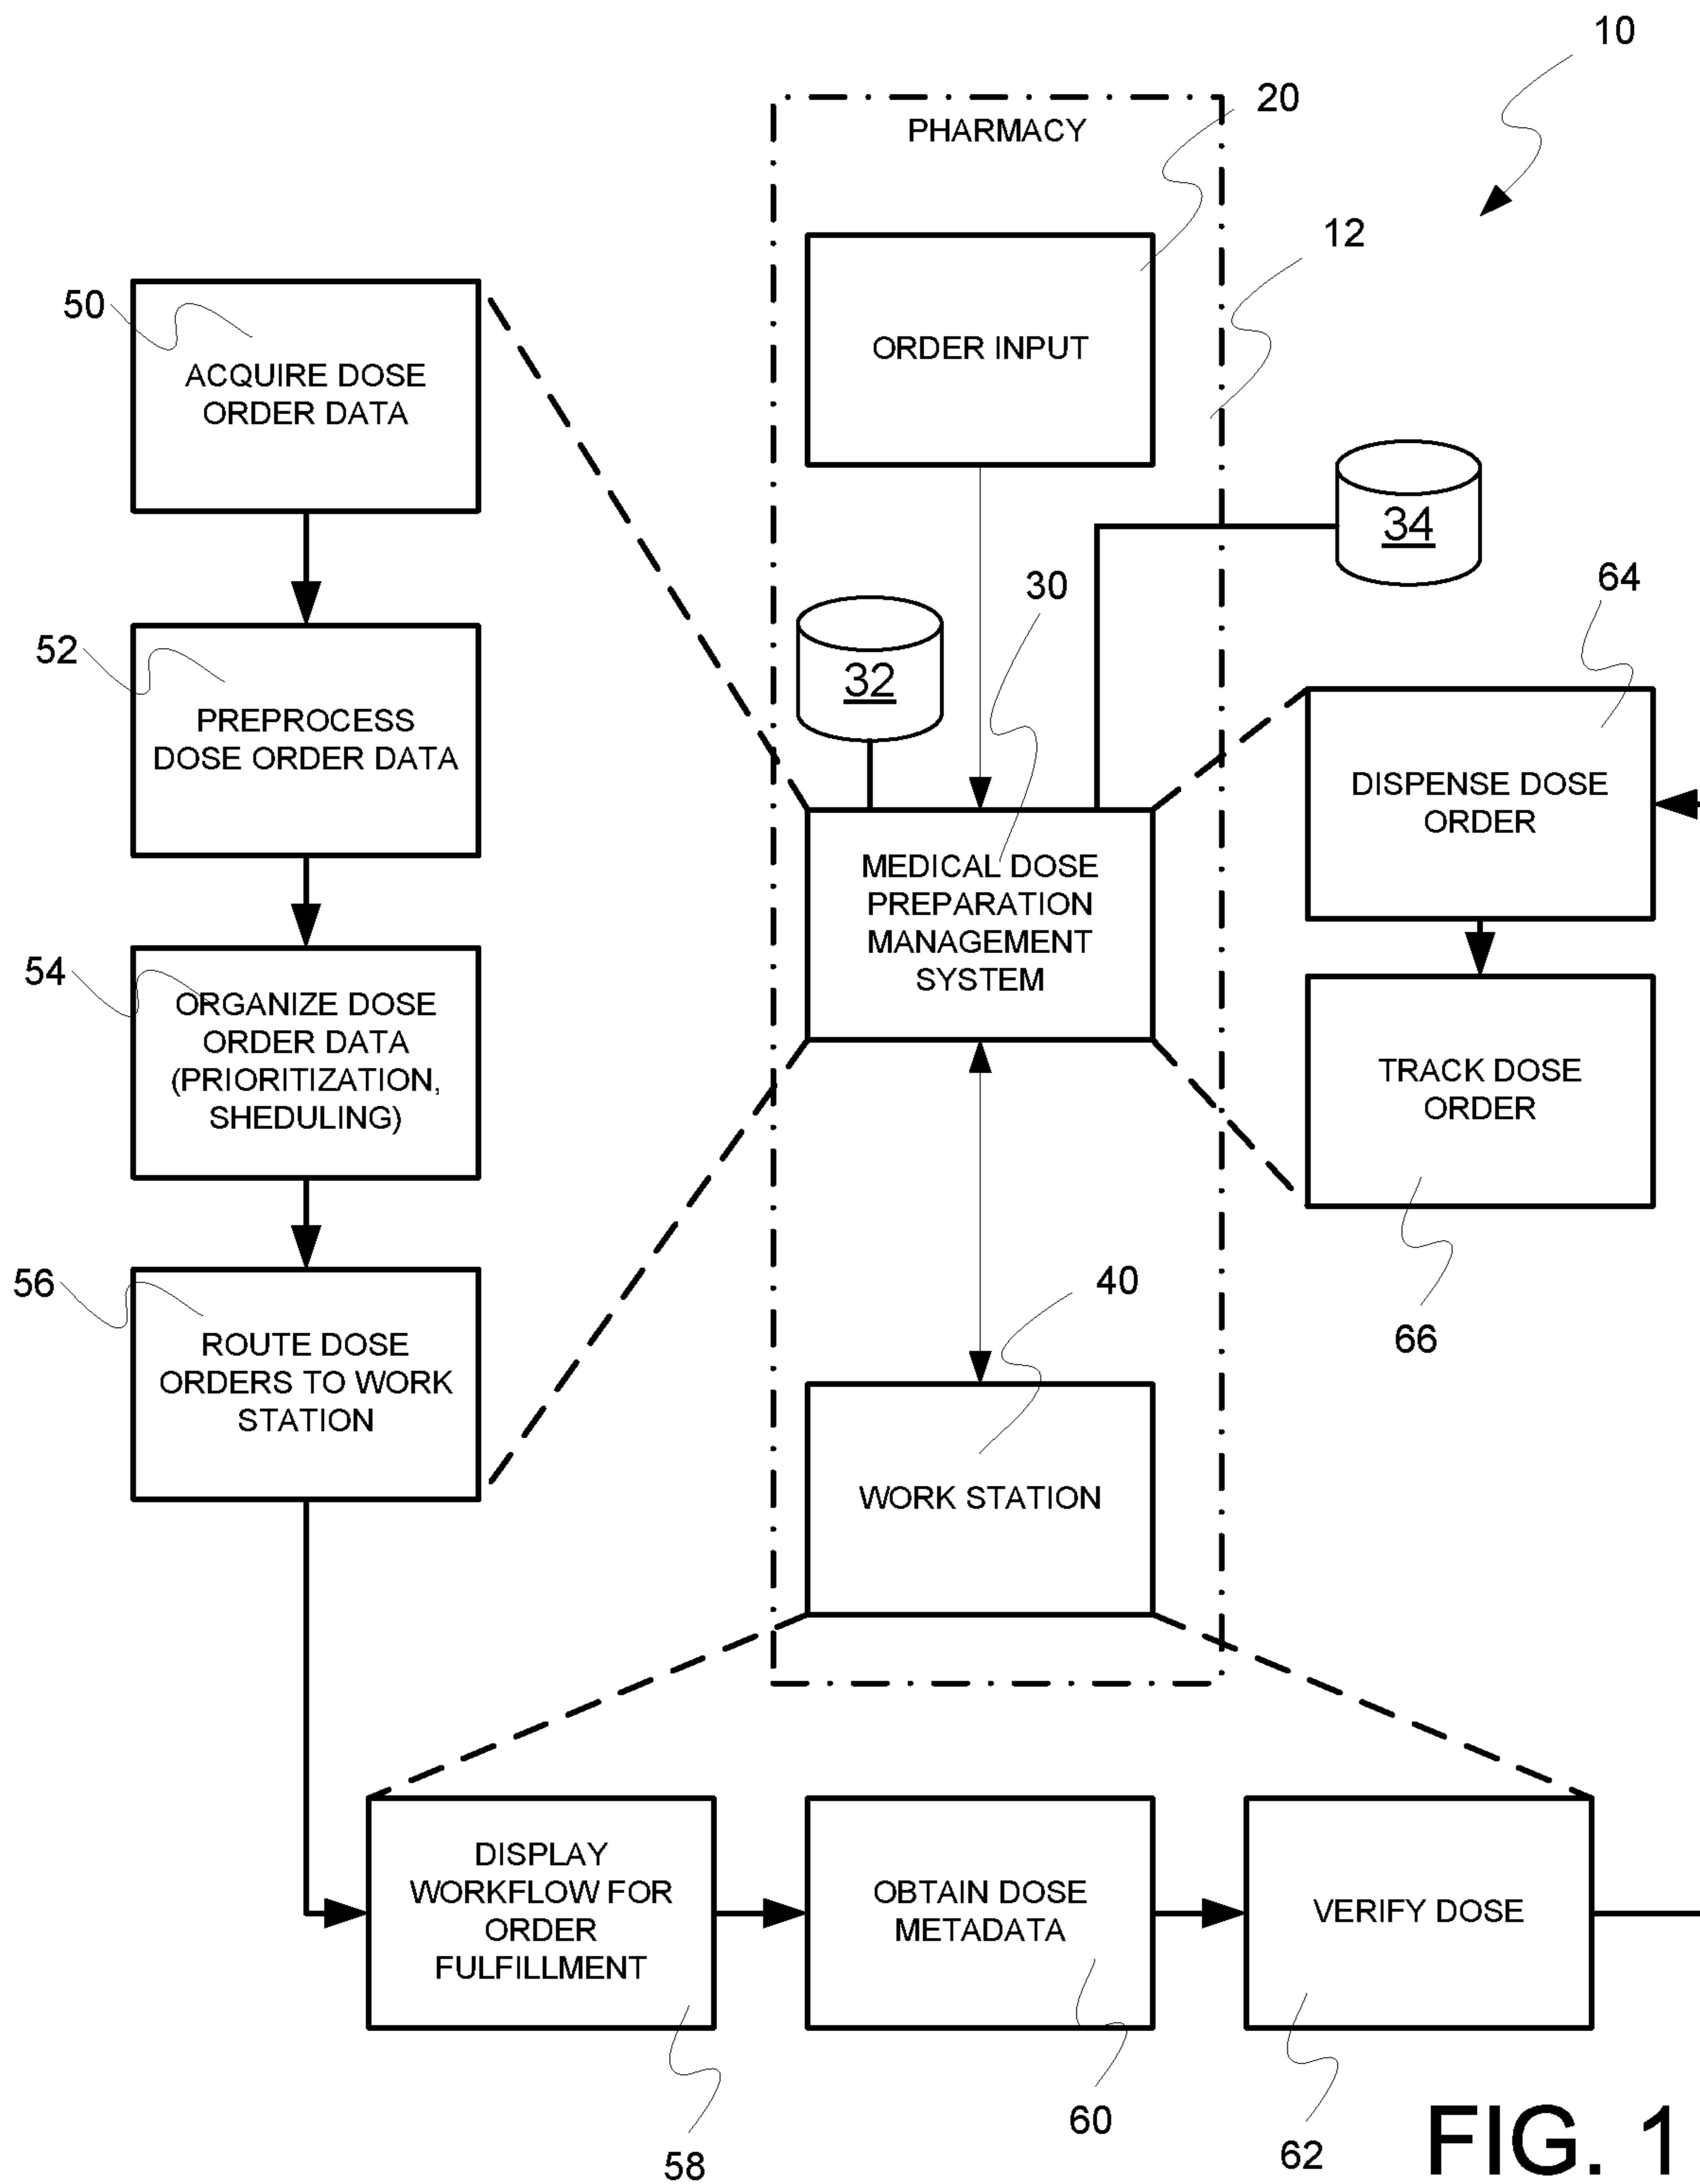 10
20
PHARMACY
12
50
ORDER INPUT
ACQUIRE DOSE
ORDER DATA
34
64
30
52
32
PREPROCESS
DOSE ORDER DATA
DISPENSE DOSE
ORDER
MEDICAL DOSE
PREPARATION
MANAGEMENT
SYSTEM
54
ORGANIZE DOSE
ORDER DATA
(PRIORITIZATION,
SHEDULING)
TRACK DOSE
ORDER
56
40
66
ROUTE DOSE
ORDERS TO WORK
STATION
WORK STATION
DISPLAY
WORKFLOW FOR
ORDER
FULFILLMENT
OBTAIN DOSE
METADATA
VERIFY DOSE
58
60
62
FIG. 1